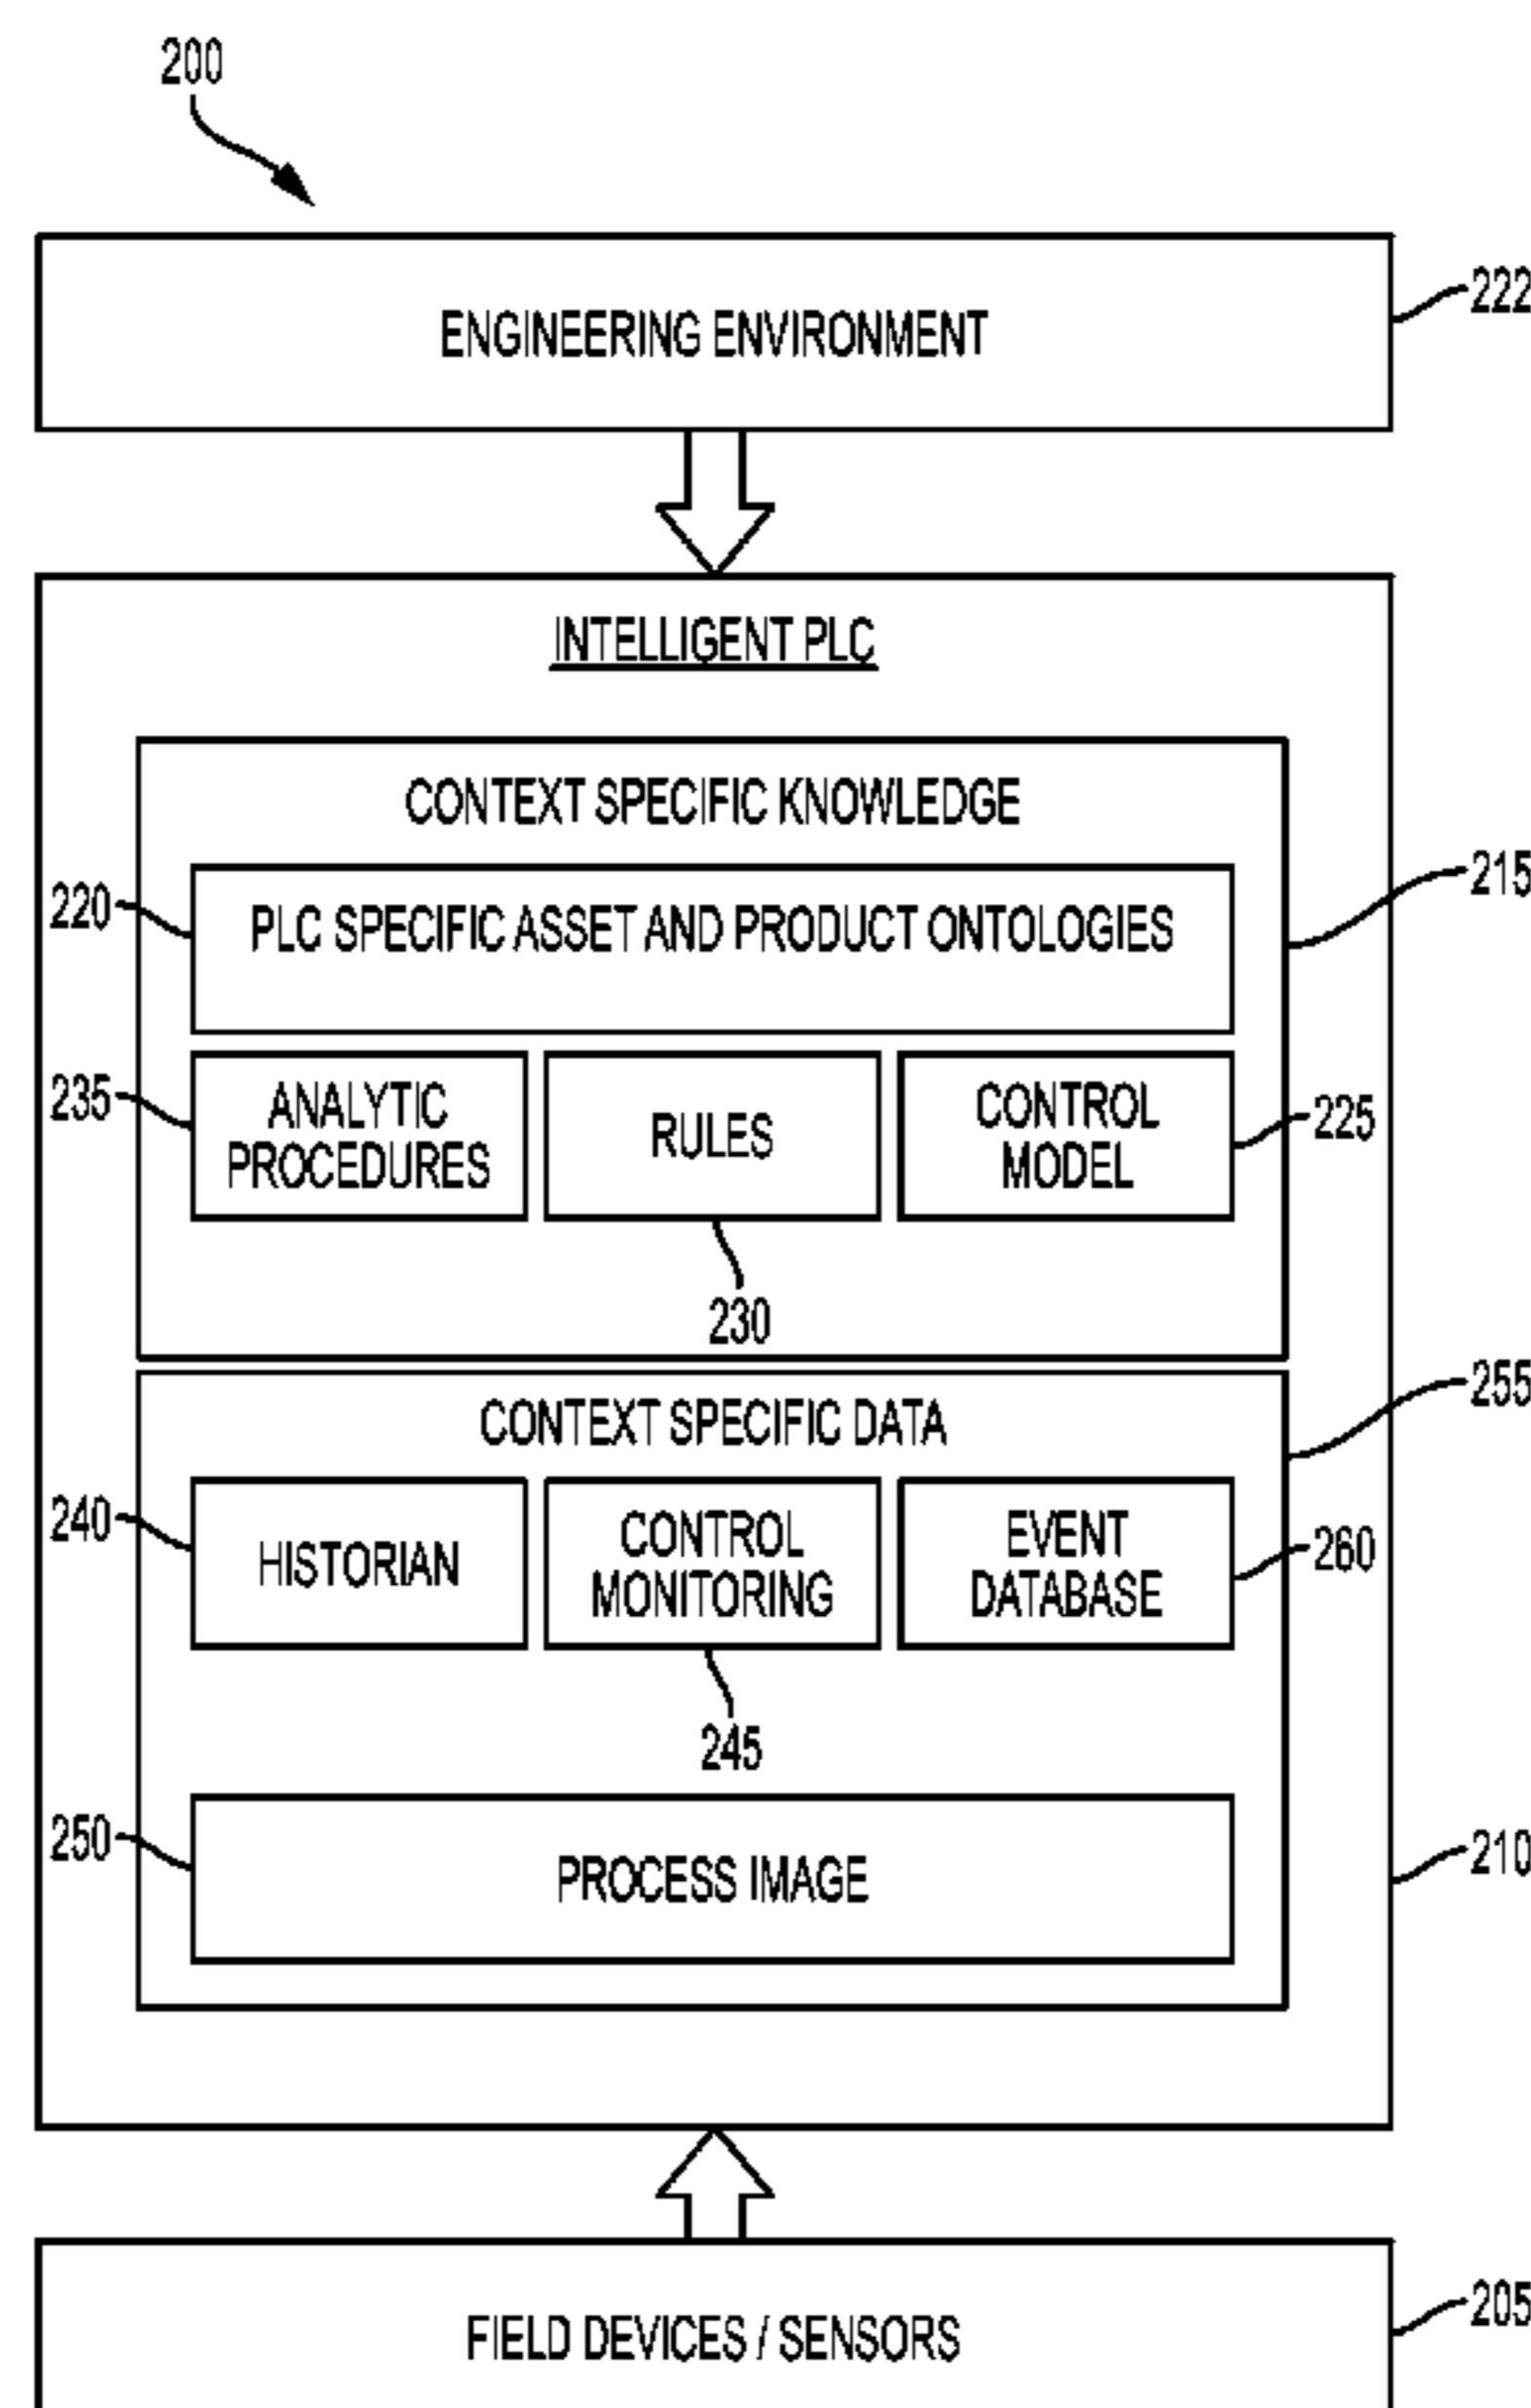 200
ENGINEERING ENVIRONMENT
222
INTELLIGENT PLC
CONTEXT SPECIFIC KNOWLEDGE
215
220
PLC SPECIFIC ASSET AND PRODUCT ONTOLOGIES
235
ANALYTIC
PROCEDURES
RULES
CONTROL
MODEL
225
230
255
CONTEXT SPECIFIC DATA
240
HISTORIAN
CONTROL
MONITORING
EVENT
DATABASE
260
245
250
PROCESS IMAGE
210
FIELD DEVICES / SENSORS
205